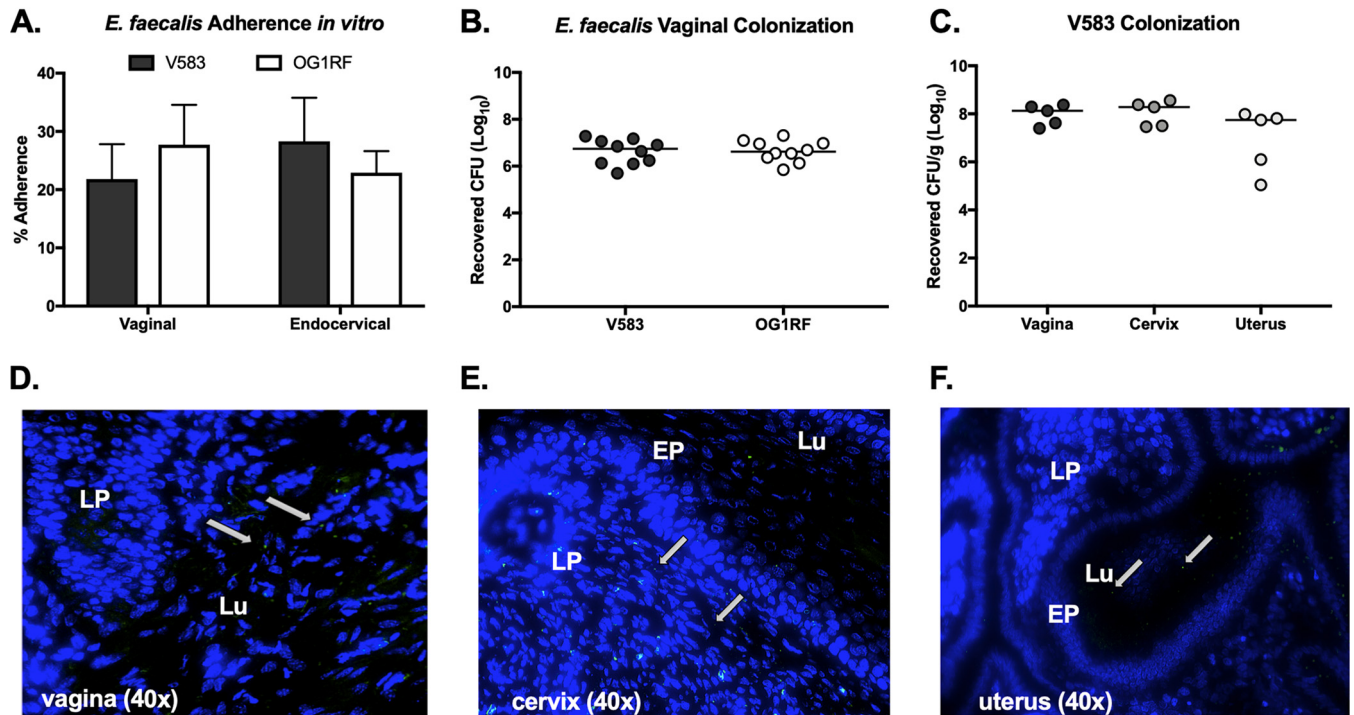 A.
E. faecalis Adherence in vitro
V583
OG1RF
% Adherence
40
30
20
10
0
Vaginal
Endocervical
B.
E. faecalis Vaginal Colonization
Recovered CFU (Log10)
10
8
6
4
2
0
V583
OG1RF
C.
V583 Colonization
Recovered CFU/g (Log10)
10
8
6
4
2
0
Vagina
Cervix
Uterus
D.
LP
Lu
vagina (40x)
E.
EP
Lu
LP
cervix (40x)
F.
LP
Lu
EP
uterus (40x)